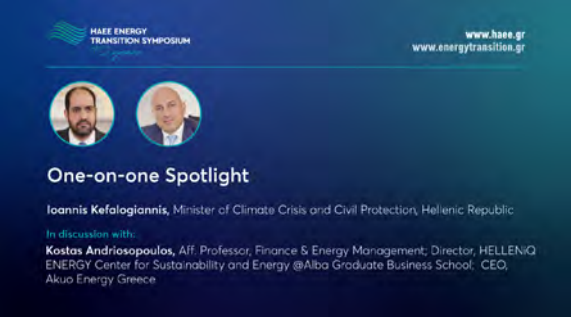 HAEE ENERGY
TRANSITION SYMPOSIUM
www.haee.gr
www.energytransition.gr
One-on-one Spotlight
Ioannis Kefalogiannis, Minister of Climate Crisis and Civil Protection, Hellenic Republic
In discussion with:
Kostas Andriosopoulos, Aff. Professor, Finance & Energy Management; Director, HELLENiQ
ENERGY Center for Sustainability and Energy @Alba Graduate Business School; CEO,
Akuo Energy Greece